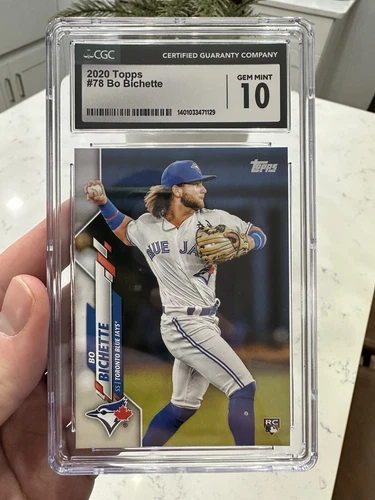 CGC
CERTIFIED GUARANTY COMPANY
2020 Topps
#78 Bo Bichette
GEM MINT
10
1401033471129
Topps
BLUE JA
BO
BICHETTE
SS | TORONTO BLUE JAYS®
RC